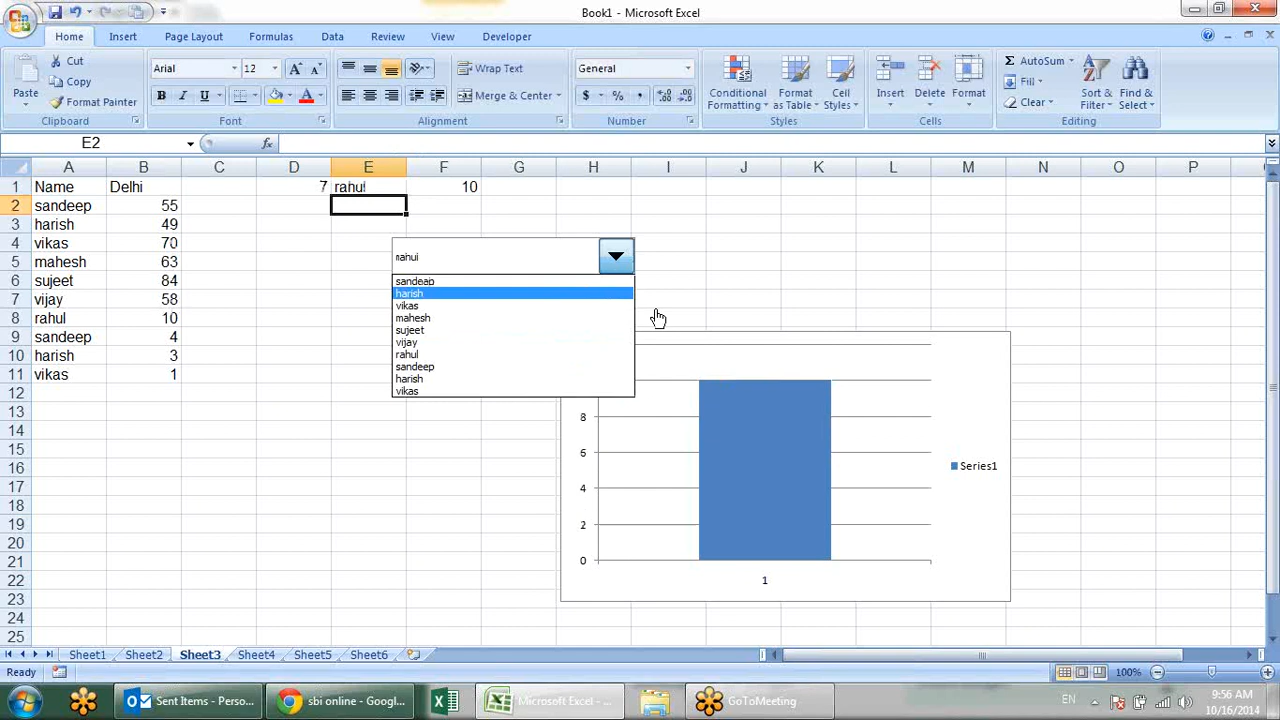 Book1 - Microsoft Excel
Home Insert Page Layout Formulas Data Review View Developer
Cut
Copy
Format Painter
Paste
Clipboard
Arial 12
B I U
Font
Wrap Text
Merge & Center
Alignment
General
$ % ,
Number
Conditional Formatting
Format as Table
Cell Styles
Styles
Insert Delete Format
Cells
AutoSum
Fill
Clear
Sort & Filter
Find & Select
Editing
E2 fx
A B C D E F G H I J K L M N O P
1 Name Delhi 7 rahul 10
2 sandeep 55
3 harish 49
4 vikas 70
5 mahesh 63
6 sujeet 84
7 vijay 58
8 rahul 10
9 sandeep 4
10 harish 3
11 vikas 1
12
13
14
15
16
17
18
19
20
21
22
23
24
25
sandeep
harish
vikas
mahesh
sujeet
vijay
rahul
sandeep
harish
vikas
8
6
4
2
0
1
Series1
Sheet1 Sheet2 Sheet3 Sheet4 Sheet5 Sheet6
Ready 100%
Sent Items - Perso...
sbi online - Googl...
Microsoft Excel - ...
GoToMeeting
EN
9:56 AM
10/16/2014